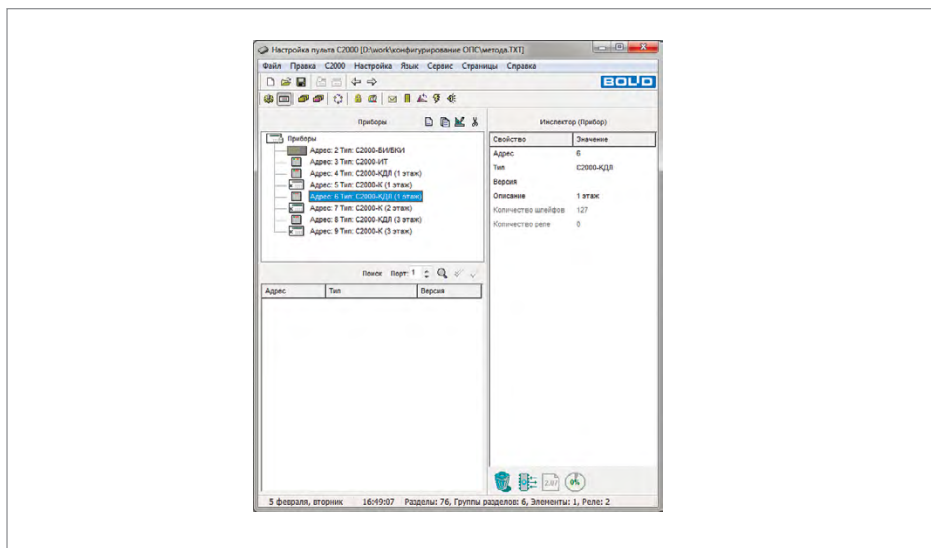 Настройка пульта С2000 [D:\work\конфигурирование ОПС\метода.TXT]
Файл Правка С2000 Настройка Язык Сервис Страницы Справка
BOLID
Приборы
Инспектор (Прибор)
Приборы
Адрес: 2 Тип: С2000-БИ/БКИ
Адрес: 3 Тип: С2000-ИТ
Адрес: 4 Тип: С2000-КДЛ (1 этаж)
Адрес: 5 Тип: С2000-К (1 этаж)
Адрес: 6 Тип: С2000-КДЛ (1 этаж)
Адрес: 7 Тип: С2000-К (2 этаж)
Адрес: 8 Тип: С2000-КДЛ (3 этаж)
Адрес: 9 Тип: С2000-К (3 этаж)
Свойство Значение
Адрес 6
Тип С2000-КДЛ
Версия
Описание 1 этаж
Количество шлейфов 127
Количество реле 0
Поиск Порт: 1
Адрес Тип Версия
2.07
5 февраля, вторник 16:49:07 Разделы: 76, Группы разделов: 6, Элементы: 1, Реле: 2